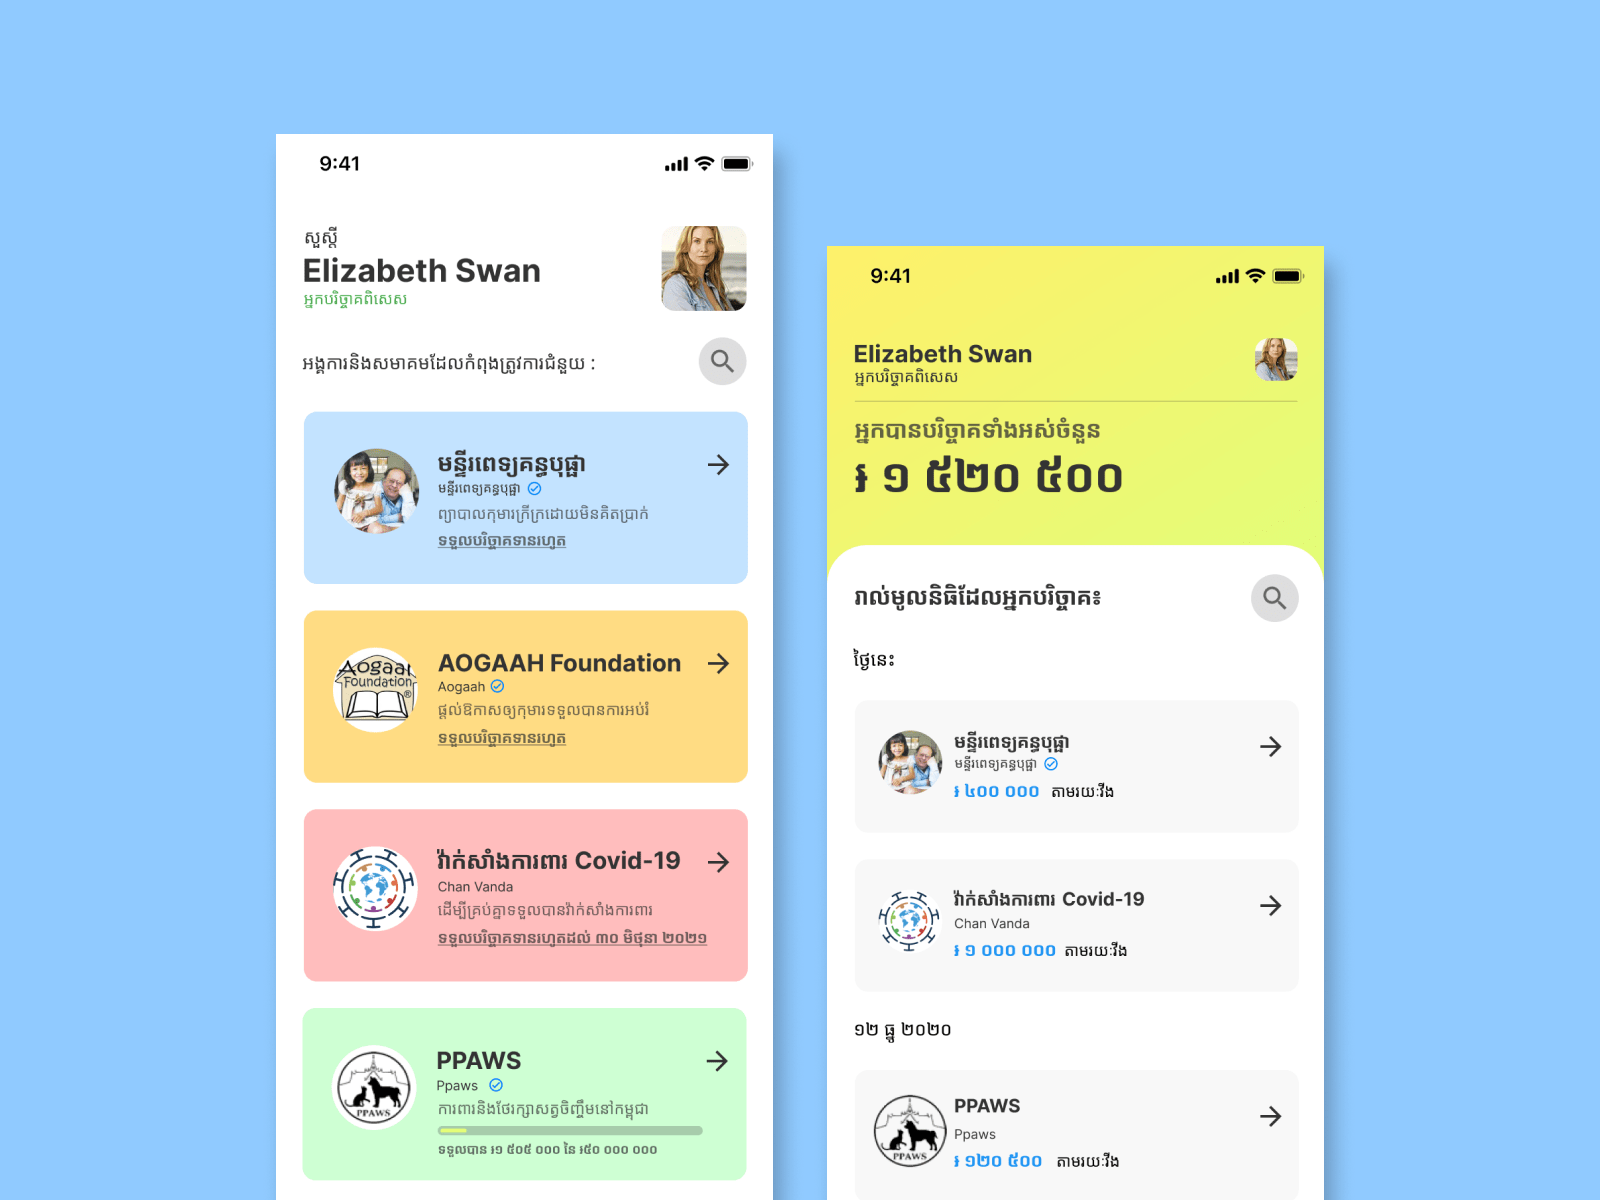 9:41
សួស្តី
Elizabeth Swan
អ្នកបរិច្ចាគពិសេស
អង្គការនិងសមាគមដែលកំពុងត្រូវការជំនួយ :
មន្ទីរពេទ្យគន្ធបុផ្ផា
មន្ទីរពេទ្យគន្ធបុផ្ផា
ព្យាបាលកុមារក្រីក្រដោយមិនគិតប្រាក់
ទទួលបរិច្ចាគទានរហូត
Aogaah Foundation ®
AOGAAH Foundation
Aogaah
ផ្តល់ឱកាសឲ្យកុមារទទួលបានការអប់រំ
ទទួលបរិច្ចាគទានរហូត
វ៉ាក់សាំងការពារ Covid-19
Chan Vanda
ដើម្បីគ្រប់គ្នាទទួលបានវ៉ាក់សាំងការពារ
ទទួលបរិច្ចាគទានរហូតដល់ ៣០ មិថុនា ២០២១
PPAWS
PPAWS
Ppaws
ការពារនិងថែរក្សាសត្វចិញ្ចឹមនៅកម្ពុជា
ទទួលបាន ៛១ ៥០៥ ០០០ នៃ ៛៥០ ០០០ ០០០
9:41
Elizabeth Swan
អ្នកបរិច្ចាគពិសេស
អ្នកបានបរិច្ចាគទាំងអស់ចំនួន
៛ ១ ៥២០ ៥០០
រាល់មូលនិធិដែលអ្នកបរិច្ចាគ៖
ថ្ងៃនេះ
មន្ទីរពេទ្យគន្ធបុផ្ផា
មន្ទីរពេទ្យគន្ធបុផ្ផា
៛ ៤០០ ០០០ តាមរយៈវីង
វ៉ាក់សាំងការពារ Covid-19
Chan Vanda
៛ ១ ០០០ ០០០ តាមរយៈវីង
១២ ធ្នូ ២០២០
PPAWS
PPAWS
Ppaws
៛ ១២០ ៥០០ តាមរយៈវីង